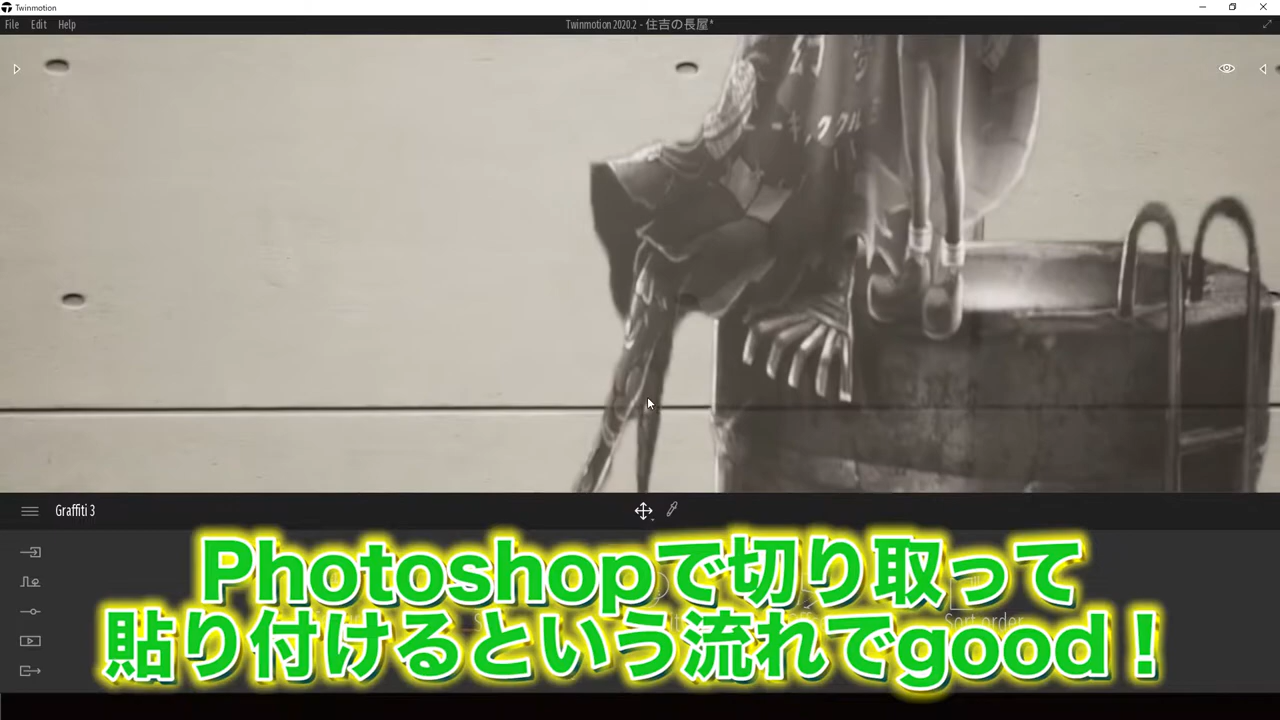 Twinmotion
File Edit Help
Twinmotion 2020.2 - 住吉の長屋*
Graffiti 3
Photoshopで切り取って
貼り付けるという流れでgood！
Sort order